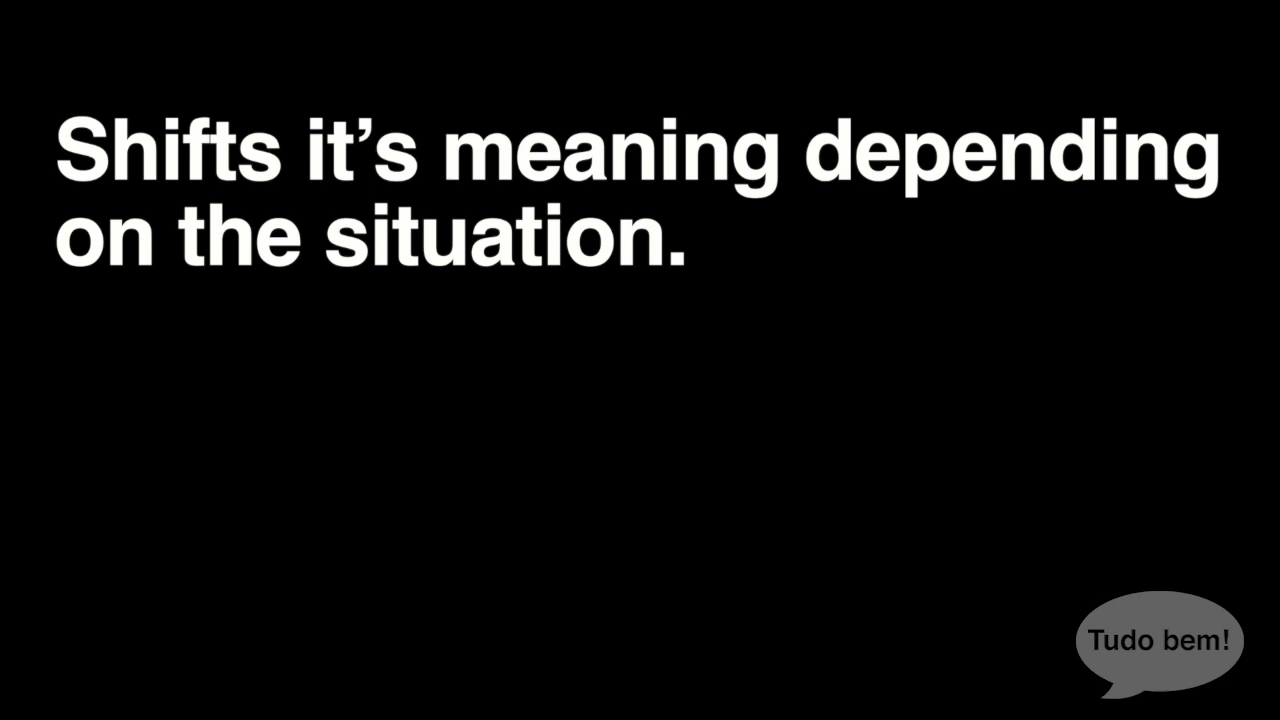 Shifts it’s meaning depending
on the situation.
Tudo bem!